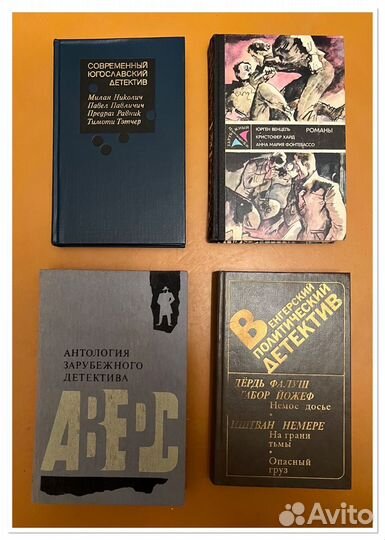 СОВРЕМЕННЫЙ
ЮГОСЛАВСКИЙ
ДЕТЕКТИВ
Милан Николич
Павел Павличич
Предраг Равник
Тимоти Тэтчер
ЮРГЕН ВЕНЦЕЛЬ
РОМАНЫ
КРИСТОФЕР ХАЙД
АННА МАРИЯ ФОНТЕБАССО
АНТОЛОГИЯ
ЗАРУБЕЖНОГО
ДЕТЕКТИВА
АВЕРС
ВЕНГЕРСКИЙ
ПОЛИТИЧЕСКИЙ
ДЕТЕКТИВ
ДЁРДЬ ФАЛУШ
ГАБОР ЙОЖЕФ
Немое досье
ИШТВАН НЕМЕРЕ
На грани
тьмы
Опасный
груз
Avito